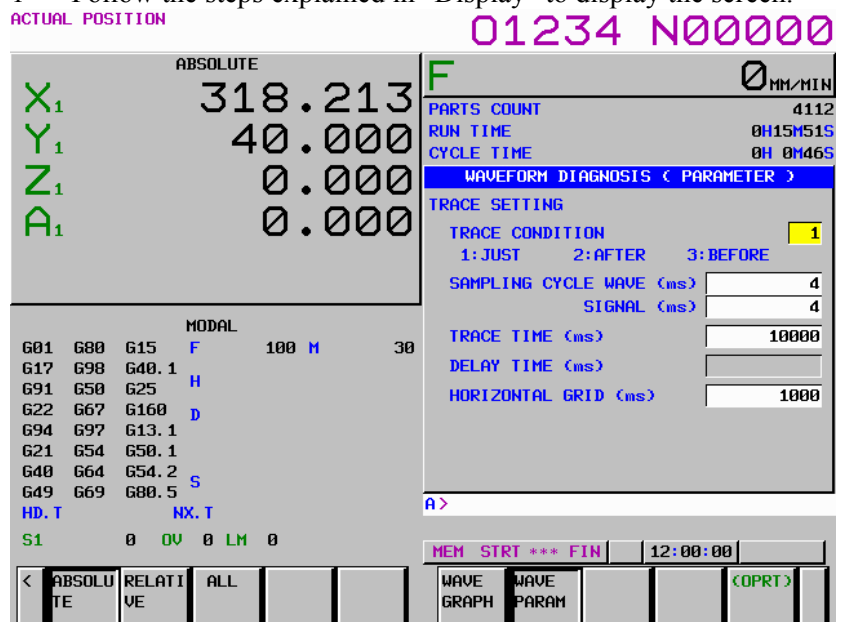 Follow the steps explained in "Display" to display the screen.
ACTUAL POSITION
O1234 N00000
ABSOLUTE
X1 318.213
Y1 40.000
Z1 0.000
A1 0.000
F 0 MM/MIN
PARTS COUNT 4112
RUN TIME 0H15M51S
CYCLE TIME 0H 0M46S
WAVEFORM DIAGNOSIS ( PARAMETER )
TRACE SETTING
TRACE CONDITION 1
1:JUST 2:AFTER 3:BEFORE
SAMPLING CYCLE WAVE (ms) 4
SIGNAL (ms) 4
TRACE TIME (ms) 10000
DELAY TIME (ms)
HORIZONTAL GRID (ms) 1000
MODAL
G01 G80 G15 F 100 M 30
G17 G98 G40.1
G91 G50 G25 H
G22 G67 G160 D
G94 G97 G13.1
G21 G54 G50.1
G40 G64 G54.2 S
G49 G69 G80.5
HD.T NX.T
S1 0 OV 0 LM 0
A>
MEM STRT *** FIN 12:00:00
< ABSOLUTE RELATIVE ALL
WAVE GRAPH WAVE PARAM (OPRT)